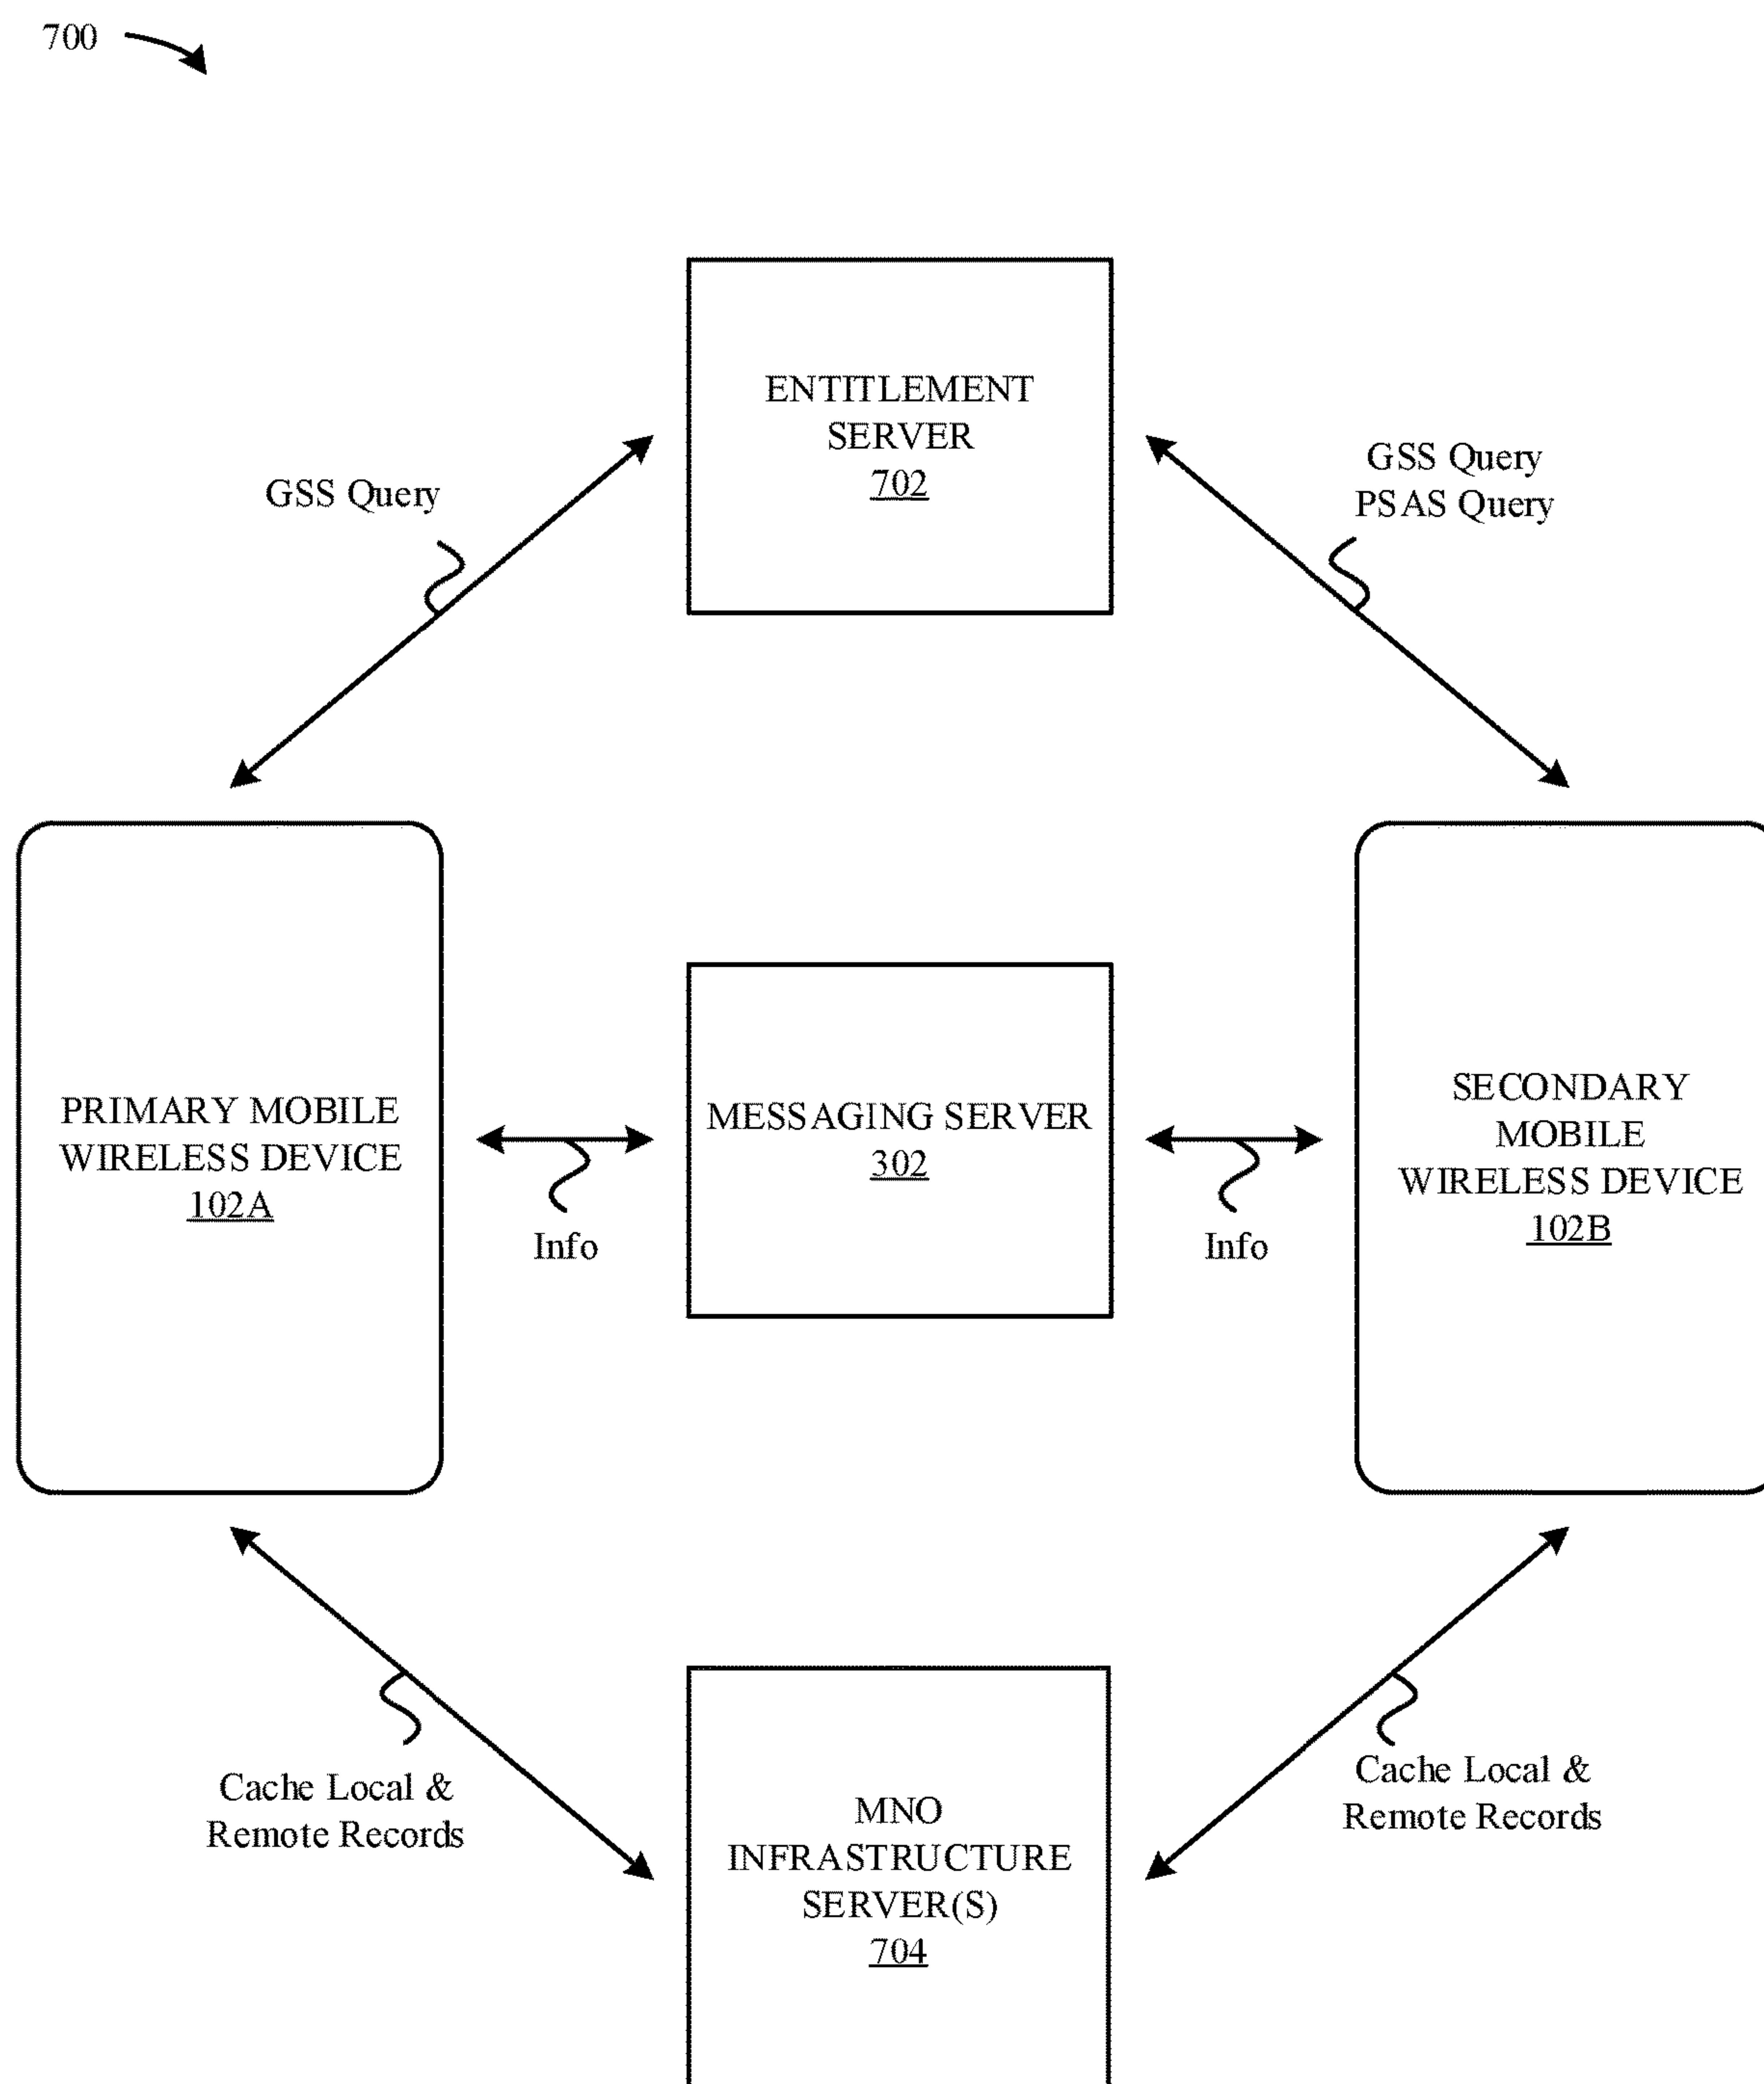 700
ENTITLEMENT
SERVER
702
GSS Query
GSS Query
PSAS Query
PRIMARY MOBILE
WIRELESS DEVICE
102A
MESSAGING SERVER
302
SECONDARY
MOBILE
WIRELESS DEVICE
102B
Info
Info
Cache Local &
Remote Records
MNO
INFRASTRUCTURE
SERVER(S)
704
Cache Local &
Remote Records